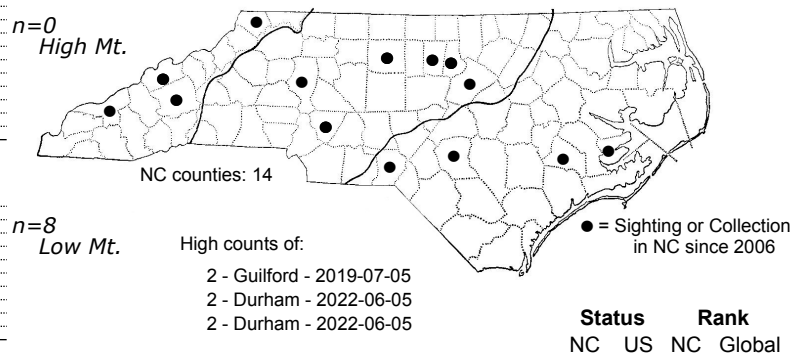 n=0
High Mt.
NC counties: 14
n=8
Low Mt.
High counts of:
2 - Guilford - 2019-07-05
2 - Durham - 2022-06-05
2 - Durham - 2022-06-05
● = Sighting or Collection
in NC since 2006
Status Rank
NC US NC Global